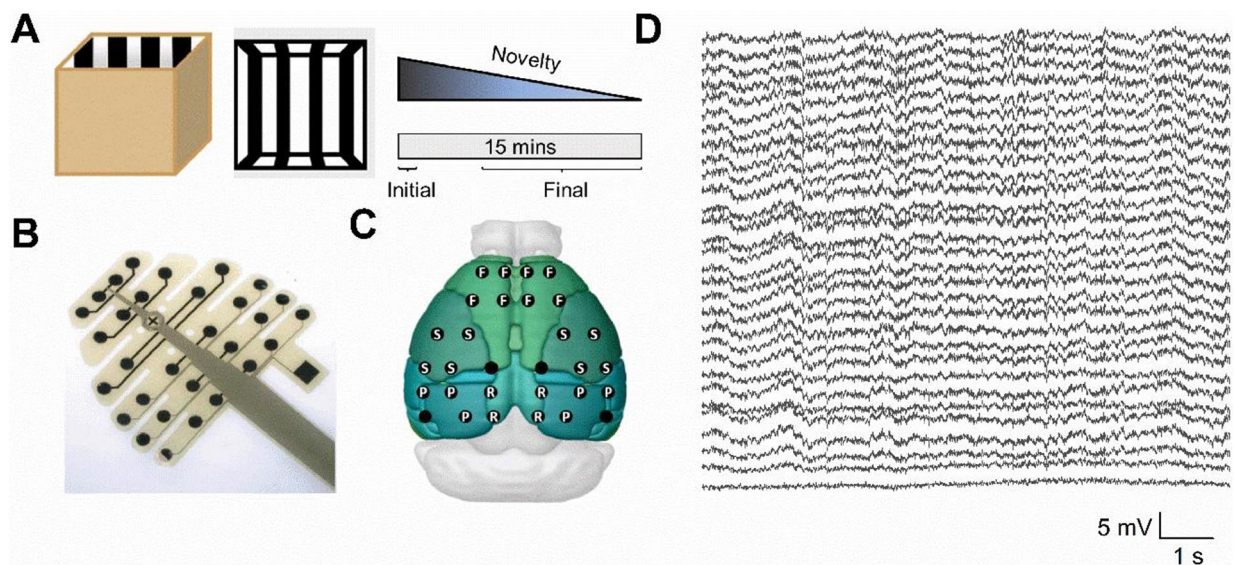 A
Novelty
15 mins
Initial Final
B
C
F F F F
F F F F
S S S S
S S S S
P P R R P P
P R R P
D
5 mV
1 s